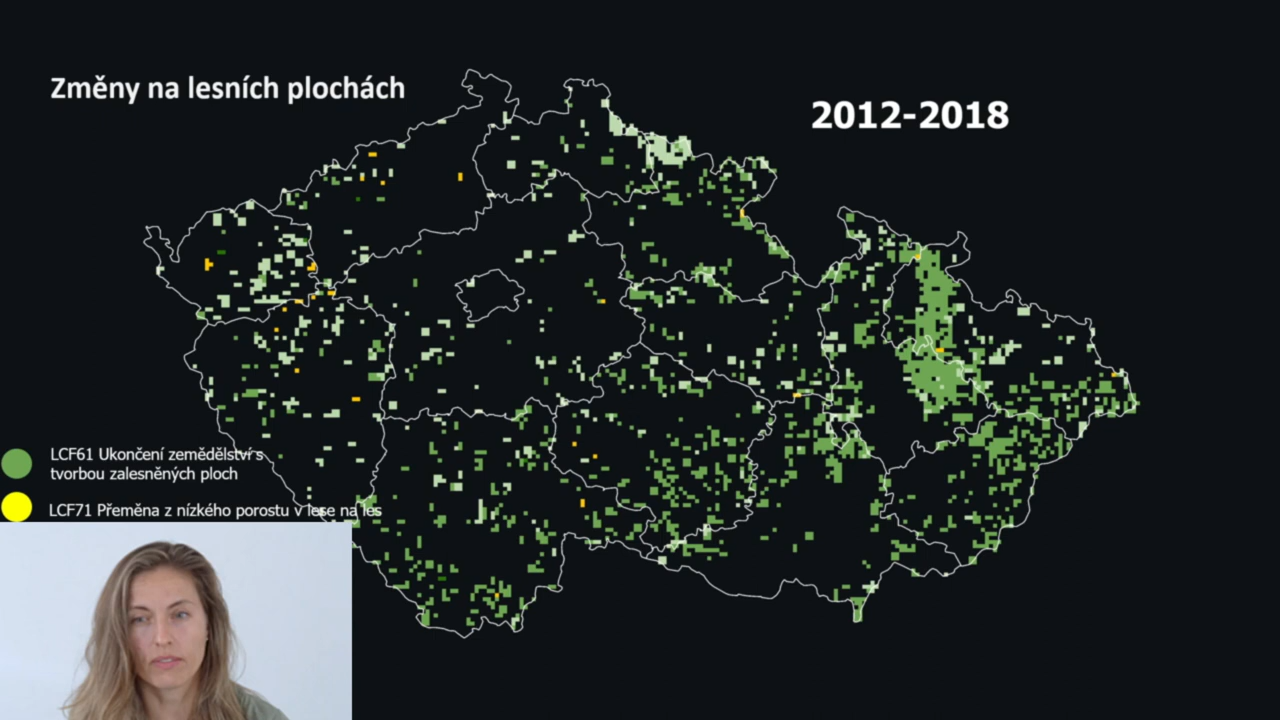 Změny na lesních plochách
2012-2018
LCF61 Ukončení zemědělství s
tvorbou zalesněných ploch
LCF71 Přeměna z nízkého porostu v lese na les